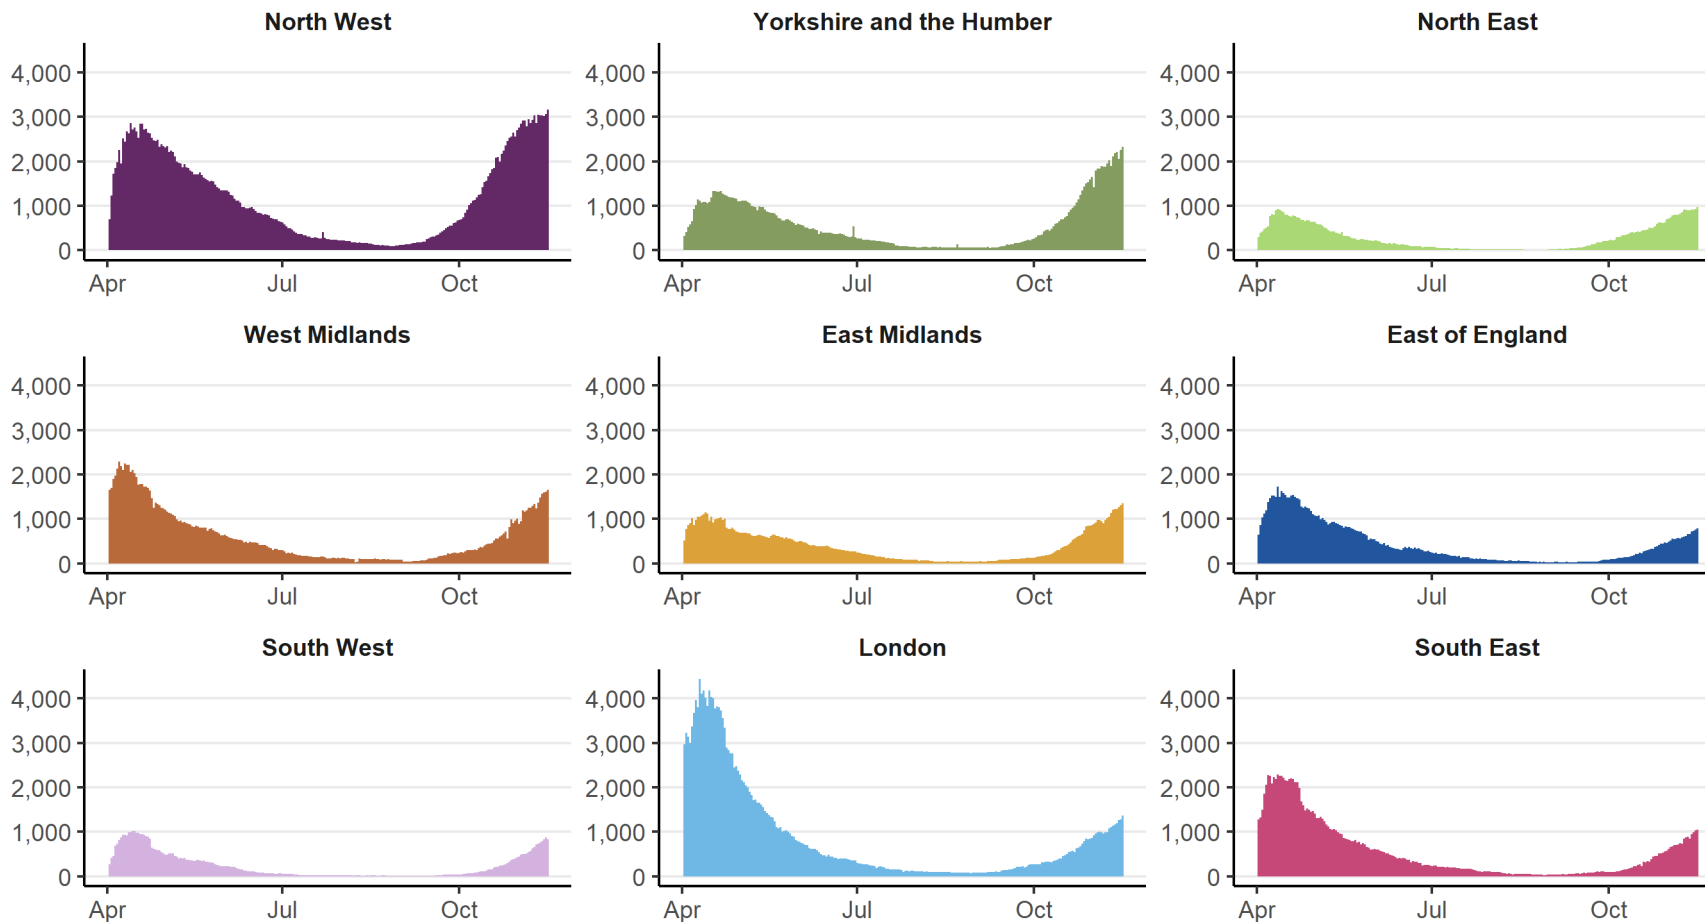 North West
Yorkshire and the Humber
North East
4,000
3,000
2,000
1,000
0
Apr Jul Oct
4,000
3,000
2,000
1,000
0
Apr Jul Oct
4,000
3,000
2,000
1,000
0
Apr Jul Oct
West Midlands
East Midlands
East of England
4,000
3,000
2,000
1,000
0
Apr Jul Oct
4,000
3,000
2,000
1,000
0
Apr Jul Oct
4,000
3,000
2,000
1,000
0
Apr Jul Oct
South West
London
South East
4,000
3,000
2,000
1,000
0
Apr Jul Oct
4,000
3,000
2,000
1,000
0
Apr Jul Oct
4,000
3,000
2,000
1,000
0
Apr Jul Oct